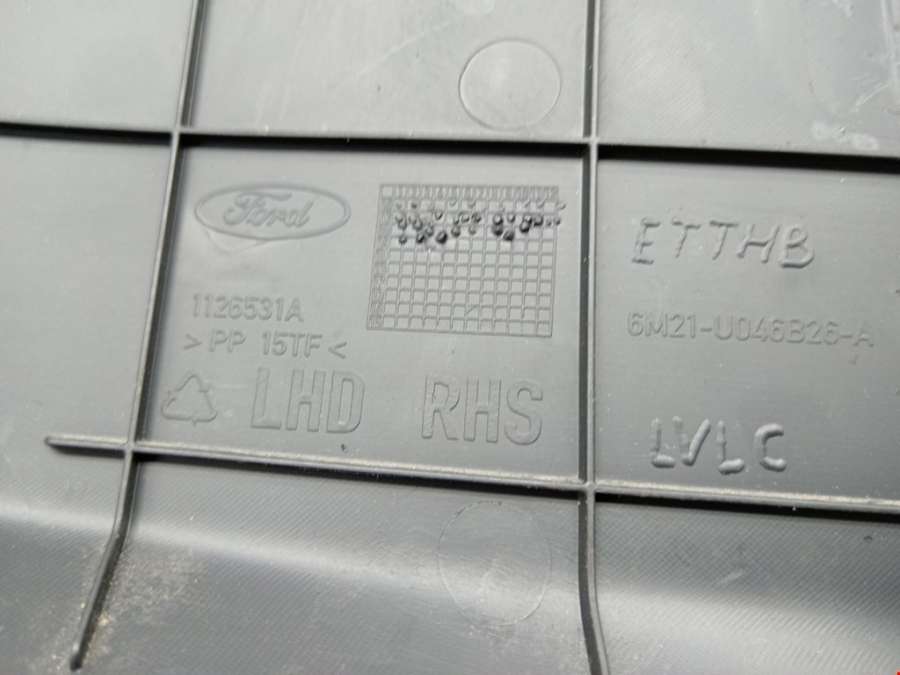 Ford
1126531A
>PP 15TF<
LHD RHS
ETTHB
6M21-U046B26-A
LVLC